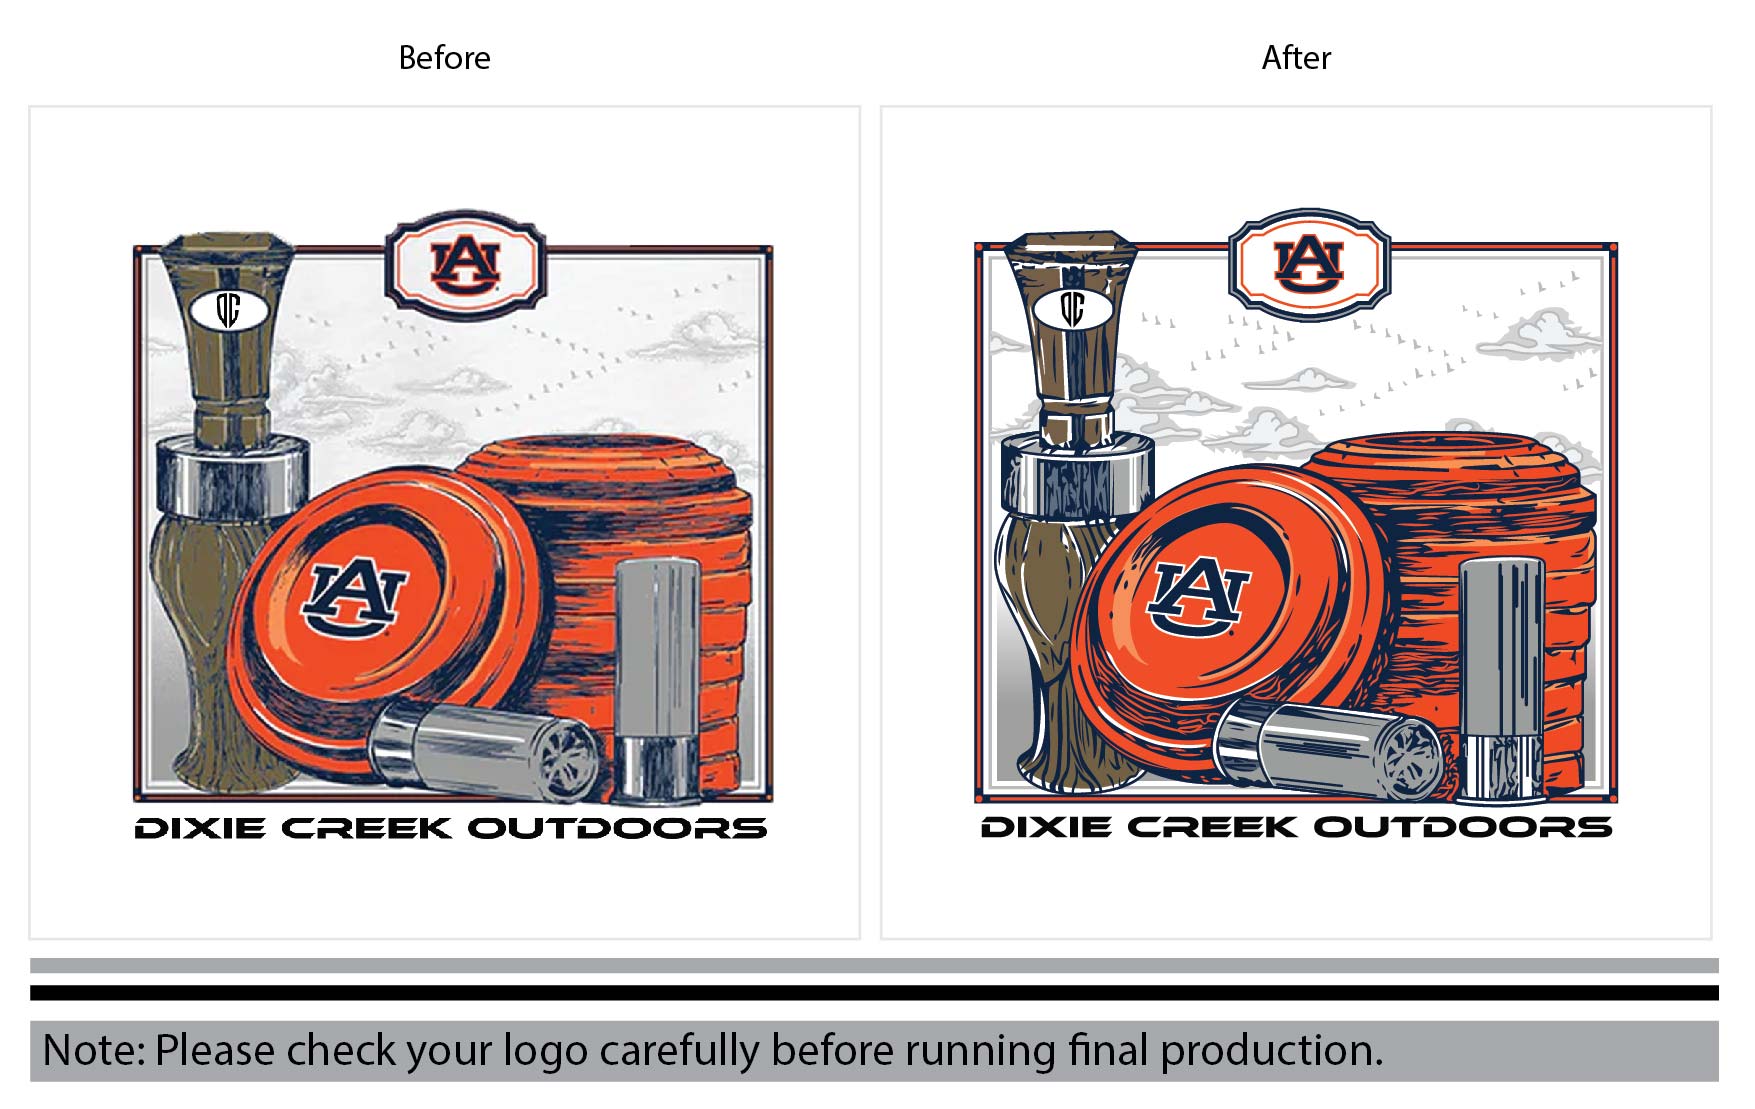 Before
After
AU
DC
DIXIE CREEK OUTDOORS
AU
AU
DC
DIXIE CREEK OUTDOORS
AU
Note: Please check your logo carefully before running final production.